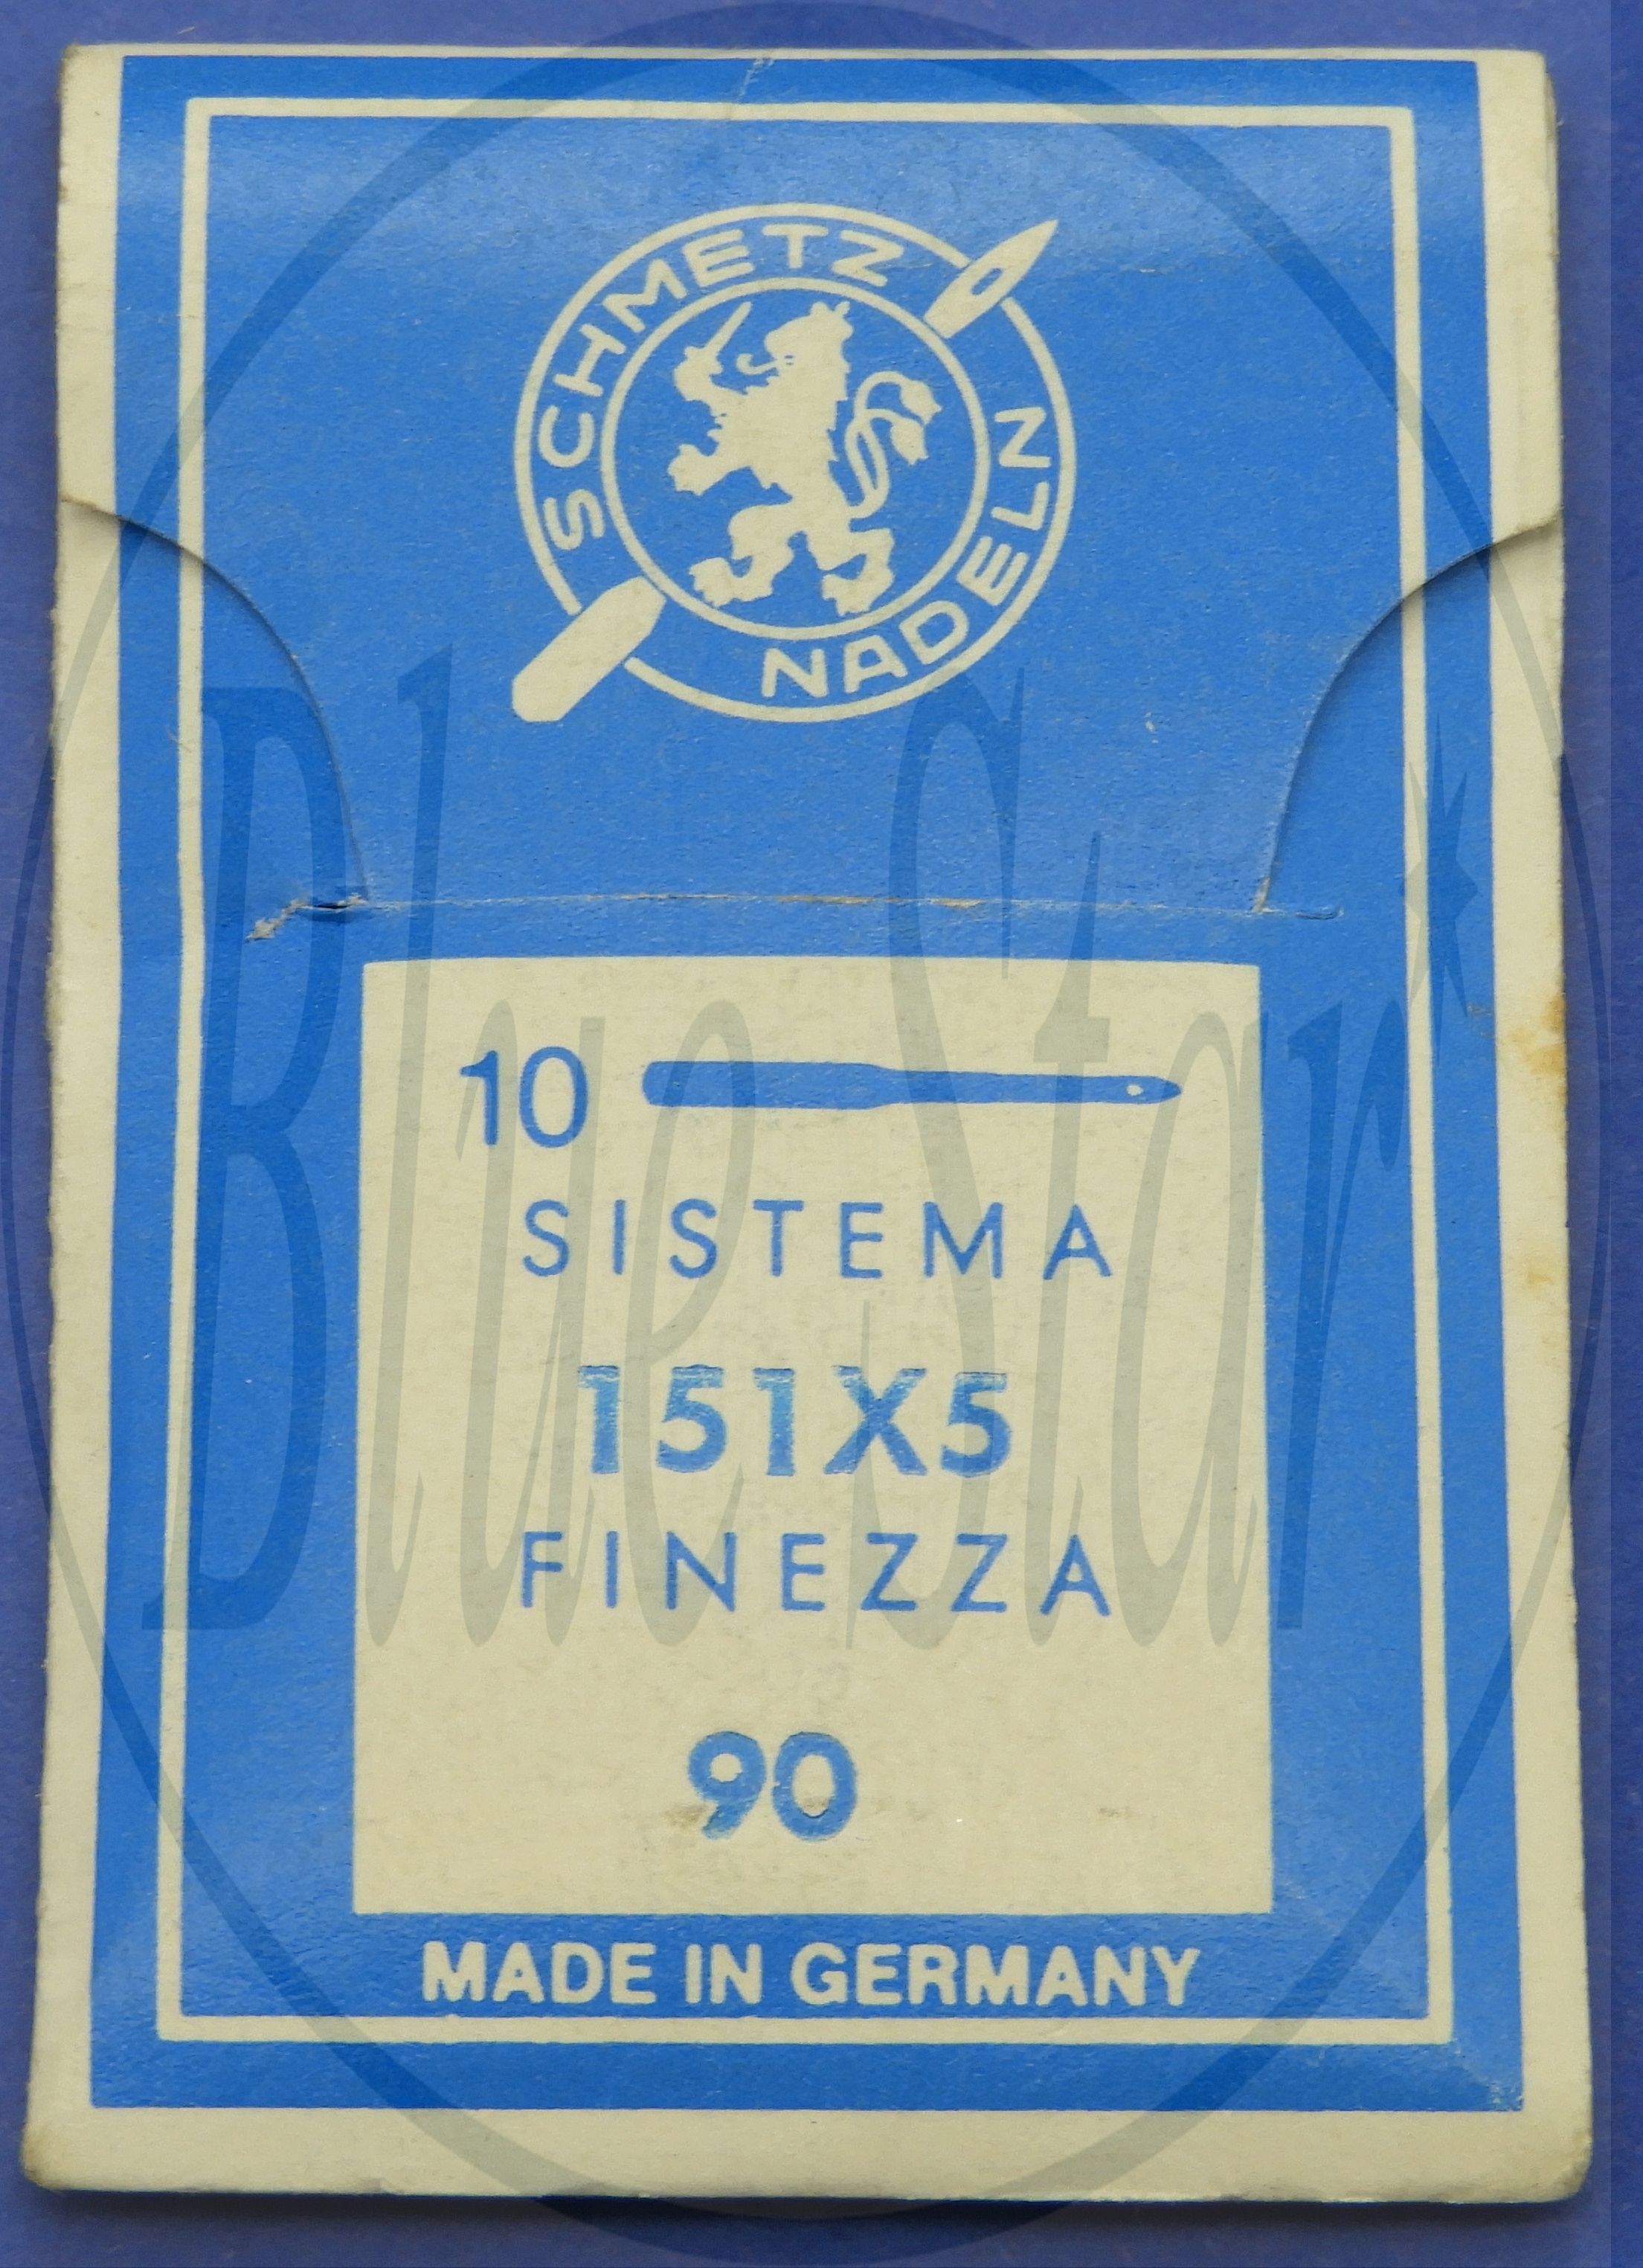 SCHMETZ
NADELN
10
SISTEMA
151X5
FINEZZA
90
MADE IN GERMANY
Blue Star*